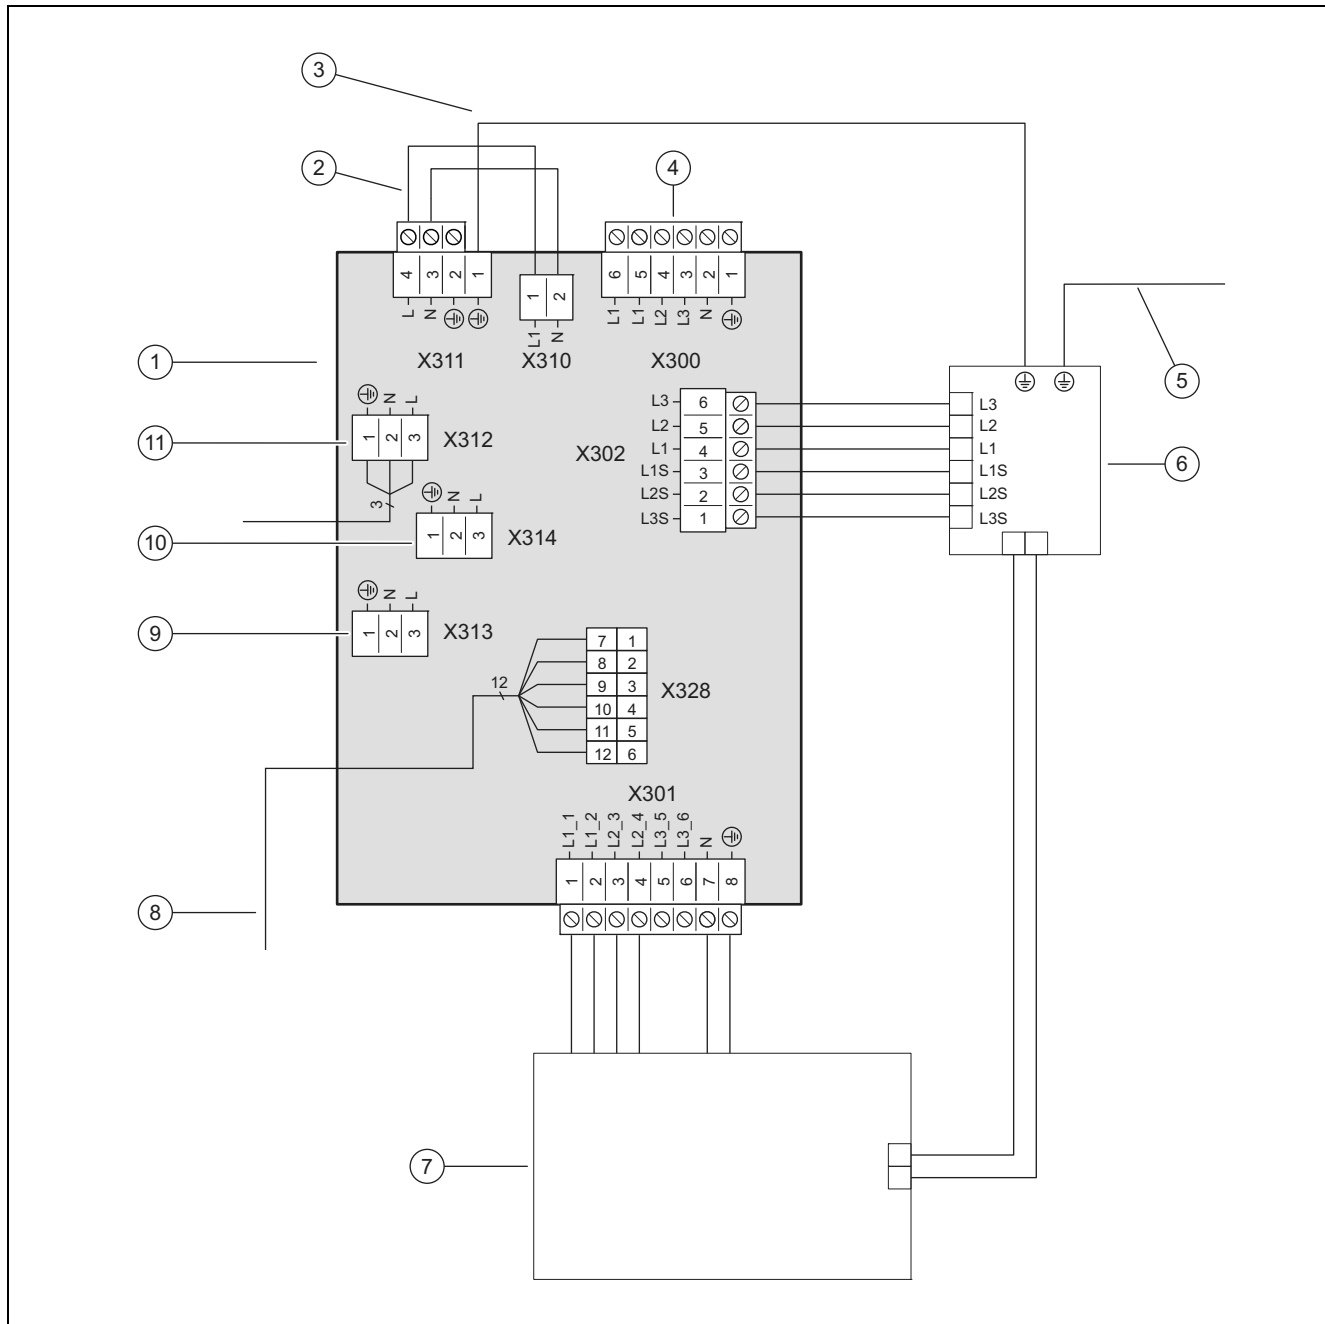 3
2
4
4 3 2 1
L N
X311
1 2
L1 N
X310
6 5 4 3 2 1
L1 L1 L2 L3 N
X300
1
5
11
N L
1 2 3
X312
3
L3 6
L2 5
L1 4
L1S 3
L2S 2
L3S 1
X302
L3
L2
L1
L1S
L2S
L3S
6
10
N L
1 2 3
X314
9
N L
1 2 3
X313
12
7 1
8 2
9 3
10 4
11 5
12 6
X328
X301
L1_1 L1_2 L2_3 L2_4 L3_5 L3_6 N
1 2 3 4 5 6 7 8
8
7